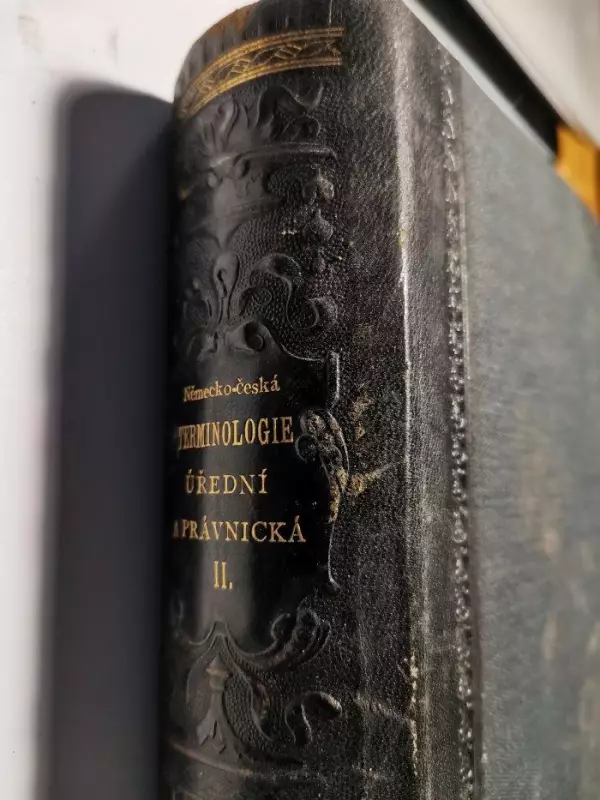 Německo-česká
TERMINOLOGIE
ÚŘEDNÍ
A PRÁVNICKÁ
II.